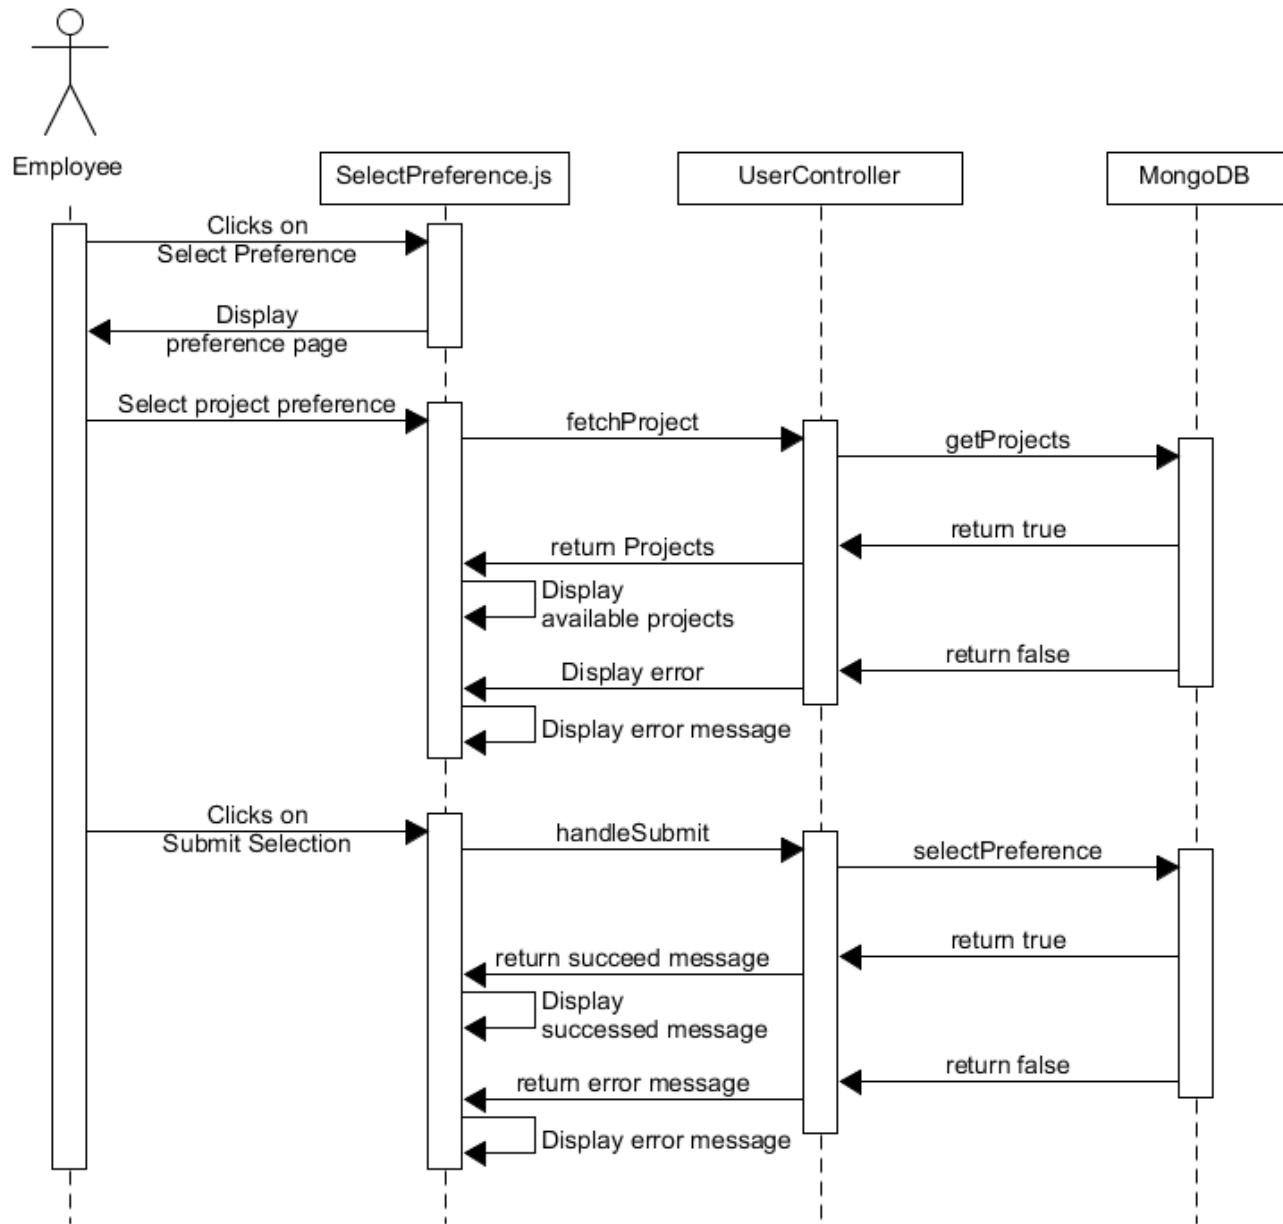 Employee
SelectPreference.js
UserController
MongoDB
Clicks on
Select Preference
Display
preference page
Select project preference
fetchProject
getProjects
return true
return Projects
Display
available projects
return false
Display error
Display error message
Clicks on
Submit Selection
handleSubmit
selectPreference
return true
return succeed message
Display
successed message
return false
return error message
Display error message